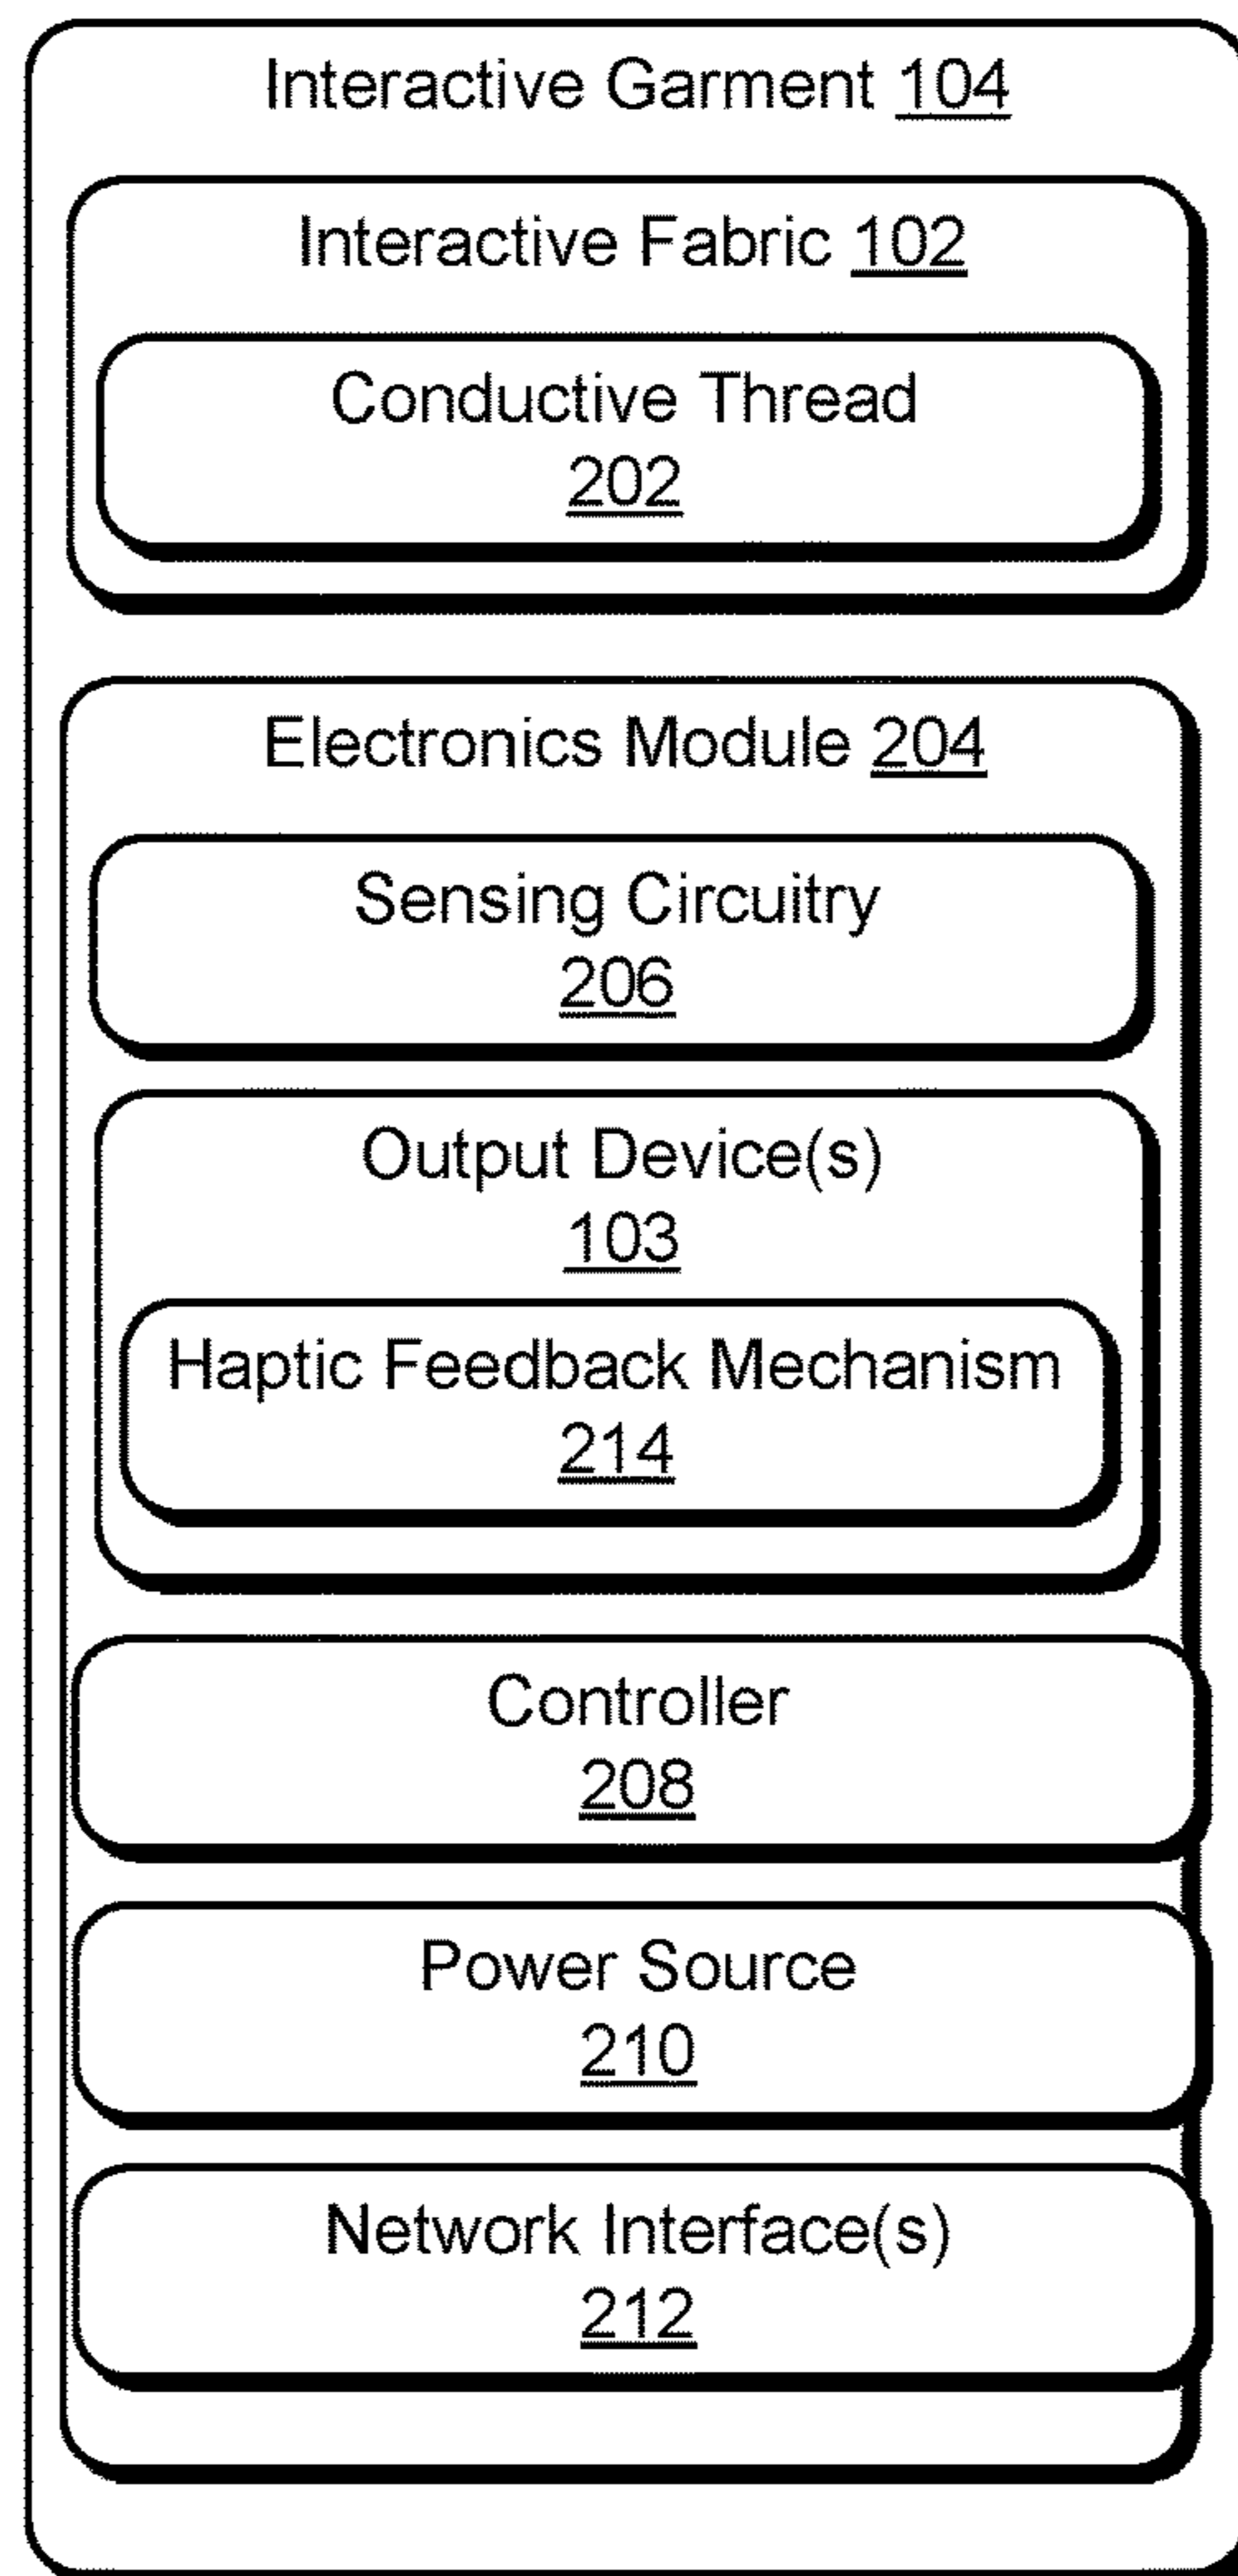 Interactive Garment 104
Interactive Fabric 102
Conductive Thread
202
Electronics Module 204
Sensing Circuitry
206
Output Device(s)
103
Haptic Feedback Mechanism
214
Controller
208
Power Source
210
Network Interface(s)
212